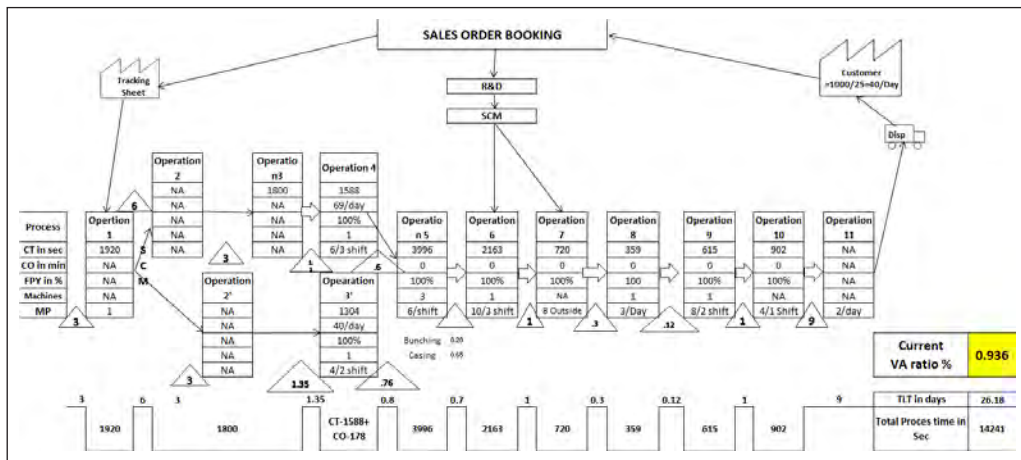 SALES ORDER BOOKING
Tracking
Sheet
R&D
SCM
Customer
=1000/25=40/Day
Disp
Process
CT in sec
CO in min
FPY in %
Machines
MP
Opertion
1
1920
NA
NA
NA
1
3
6
S
C
M
Operation
2
NA
NA
NA
NA
NA
3
Operatio
n3
1800
NA
NA
NA
NA
Operation 4
1588
69/day
100%
1
6/3 shift
.6
Operation
2'
NA
NA
NA
NA
NA
3
Opearation
3'
1304
40/day
100%
1
4/2 shift
1.35
.76
Operatio
n 5
3996
0
100%
3
6/shift
Bunching 0.20
Casing 0.65
Operation
6
2163
0
100%
1
10/3 shift
1
Operation
7
720
0
100%
NA
8 Outside
.3
Operation
8
359
0
100
1
3/Day
.12
Operation
9
615
0
100%
1
8/2 shift
1
Operation
10
902
0
100%
NA
4/1 Shift
9
Operation
11
NA
NA
NA
NA
2/day
Current
VA ratio %
0.936
3 6 3 1.35 0.8 0.7 1 0.3 0.12 1 9
TLT in days 26.18
1920 1800
CT-1588+
CO-178
3996 2163 720 359 615 902
Total Proces time in
Sec
14241